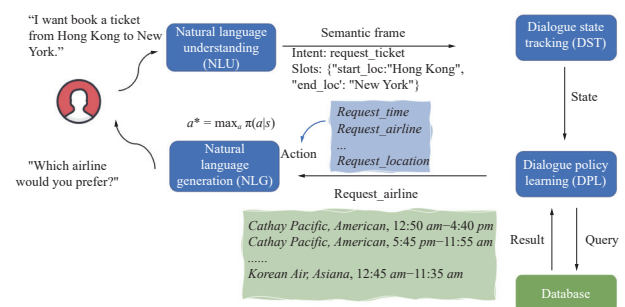 “I want book a ticket
from Hong Kong to New
York.”
Natural language
understanding
(NLU)
Semantic frame
Intent: request_ticket
Slots: {"start_loc:"Hong Kong",
"end_loc': "New York"}
Dialogue state
tracking (DST)
State
a* = maxₐ π(a|s)
Request_time
Request_airline
...
Request_location
Action
Natural
language
generation (NLG)
"Which airline
would you prefer?"
Request_airline
Dialogue policy
learning (DPL)
Cathay Pacific, American, 12:50 am−4:40 pm
Cathay Pacific, American, 5:45 pm−11:55 am
......
Korean Air, Asiana, 12:45 am−11:35 am
Result
Query
Database